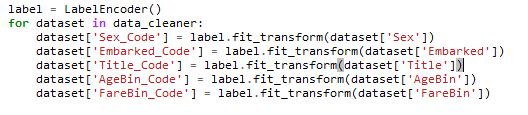 label = LabelEncoder()
for dataset in data_cleaner:
    dataset['Sex_Code'] = label.fit_transform(dataset['Sex'])
    dataset['Embarked_Code'] = label.fit_transform(dataset['Embarked'])
    dataset['Title_Code'] = label.fit_transform(dataset['Title'])
    dataset['AgeBin_Code'] = label.fit_transform(dataset['AgeBin'])
    dataset['FareBin_Code'] = label.fit_transform(dataset['FareBin'])